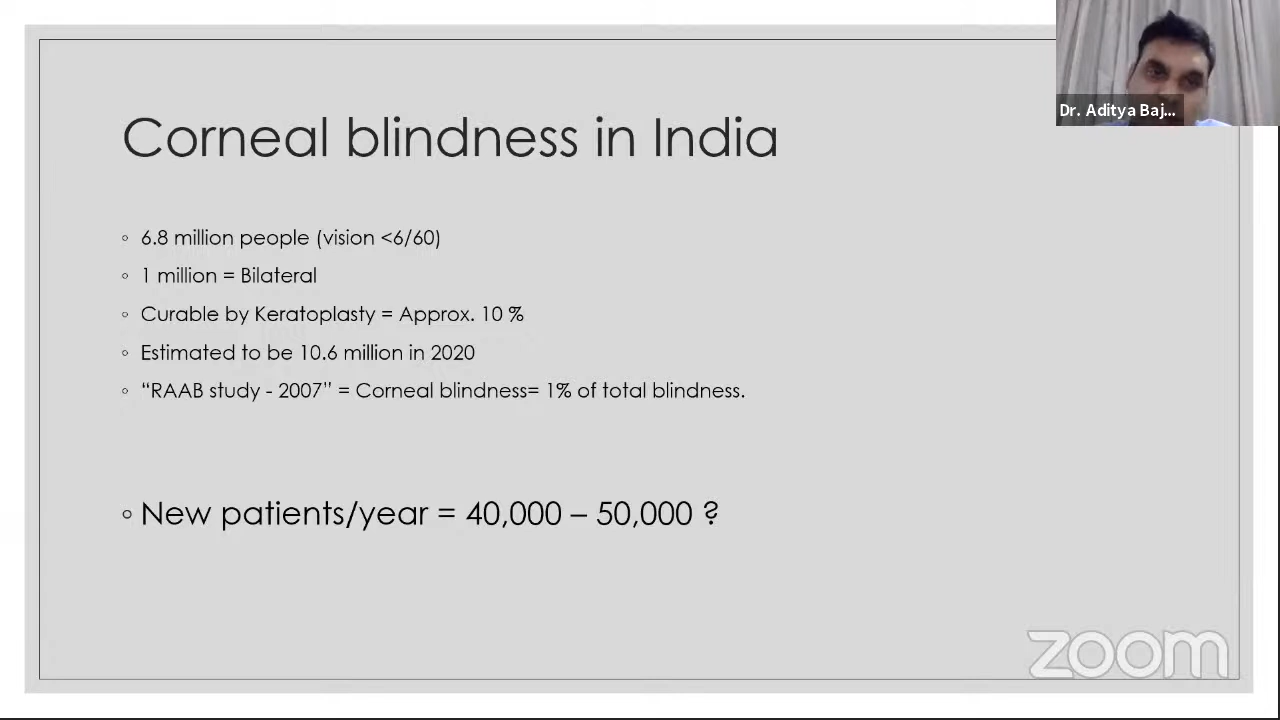 Dr. Aditya Baj...
Corneal blindness in India
◦ 6.8 million people (vision <6/60)
◦ 1 million = Bilateral
◦ Curable by Keratoplasty = Approx. 10 %
◦ Estimated to be 10.6 million in 2020
◦ “RAAB study - 2007” = Corneal blindness= 1% of total blindness.
◦ New patients/year = 40,000 – 50,000 ?
zoom